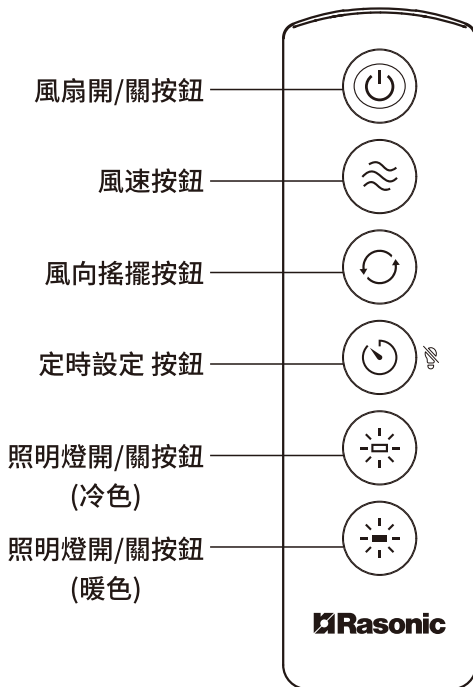 風扇開/關按鈕
風速按鈕
風向搖擺按鈕
定時設定 按鈕
照明燈開/關按鈕
(冷色)
照明燈開/關按鈕
(暖色)
Rasonic